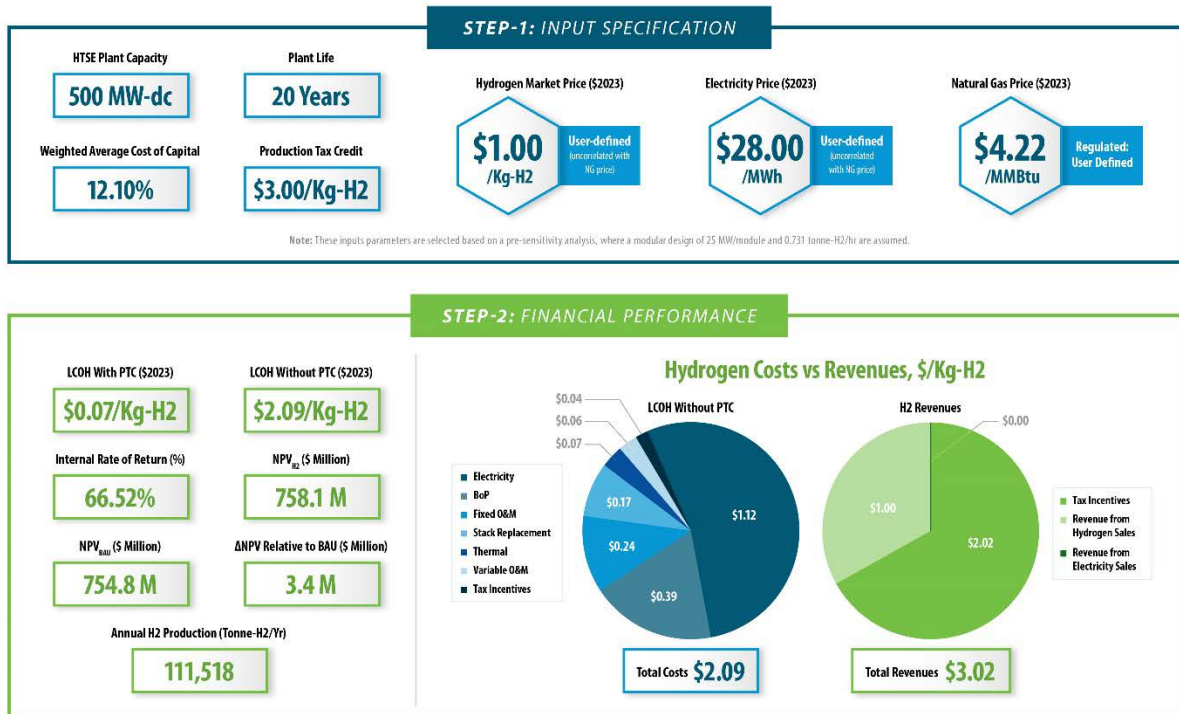 STEP-1: INPUT SPECIFICATION
HTSE Plant Capacity
500 MW-dc
Plant Life
20 Years
Weighted Average Cost of Capital
12.10%
Production Tax Credit
$3.00/Kg-H2
Hydrogen Market Price ($2023)
$1.00
/Kg-H2
User-defined
(uncorrelated with
NG price)
Electricity Price ($2023)
$28.00
/MWh
User-defined
(uncorrelated
with NG price)
Natural Gas Price ($2023)
$4.22
/MMBtu
Regulated:
User Defined
Note: These inputs parameters are selected based on a pre-sensitivity analysis, where a modular design of 25 MW/module and 0.731 tonne-H2/hr are assumed.
STEP-2: FINANCIAL PERFORMANCE
LCOH With PTC ($2023)
$0.07/Kg-H2
LCOH Without PTC ($2023)
$2.09/Kg-H2
Internal Rate of Return (%)
66.52%
NPVH2 ($ Million)
758.1 M
NPVBAU ($ Million)
754.8 M
ΔNPV Relative to BAU ($ Million)
3.4 M
Annual H2 Production (Tonne-H2/Yr)
111,518
Hydrogen Costs vs Revenues, $/Kg-H2
LCOH Without PTC
$0.04
$0.06
$0.07
$0.17
$0.24
$0.39
$1.12
Electricity
BoP
Fixed O&M
Stack Replacement
Thermal
Variable O&M
Tax Incentives
Total Costs $2.09
H2 Revenues
$0.00
$1.00
$2.02
Tax Incentives
Revenue from
Hydrogen Sales
Revenue from
Electricity Sales
Total Revenues $3.02